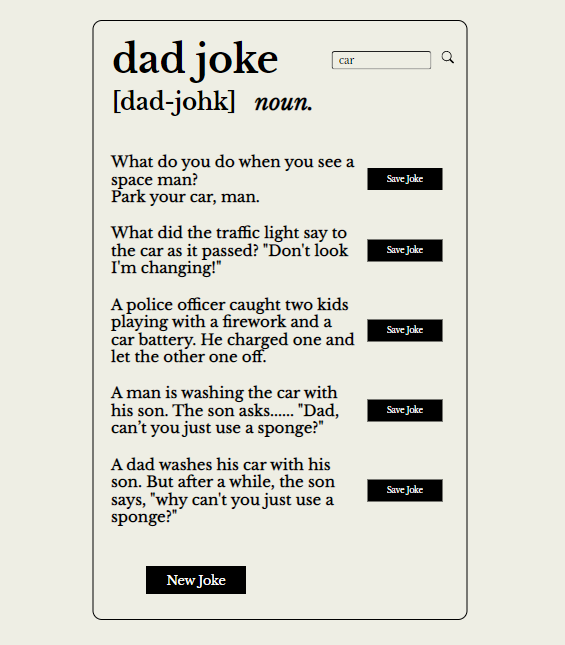 dad joke
car
[dad-johk] noun.
What do you do when you see a
space man?
Park your car, man.
Save Joke
What did the traffic light say to
the car as it passed? "Don't look
I'm changing!"
Save Joke
A police officer caught two kids
playing with a firework and a
car battery. He charged one and
let the other one off.
Save Joke
A man is washing the car with
his son. The son asks...... "Dad,
can’t you just use a sponge?"
Save Joke
A dad washes his car with his
son. But after a while, the son
says, "why can't you just use a
sponge?"
Save Joke
New Joke